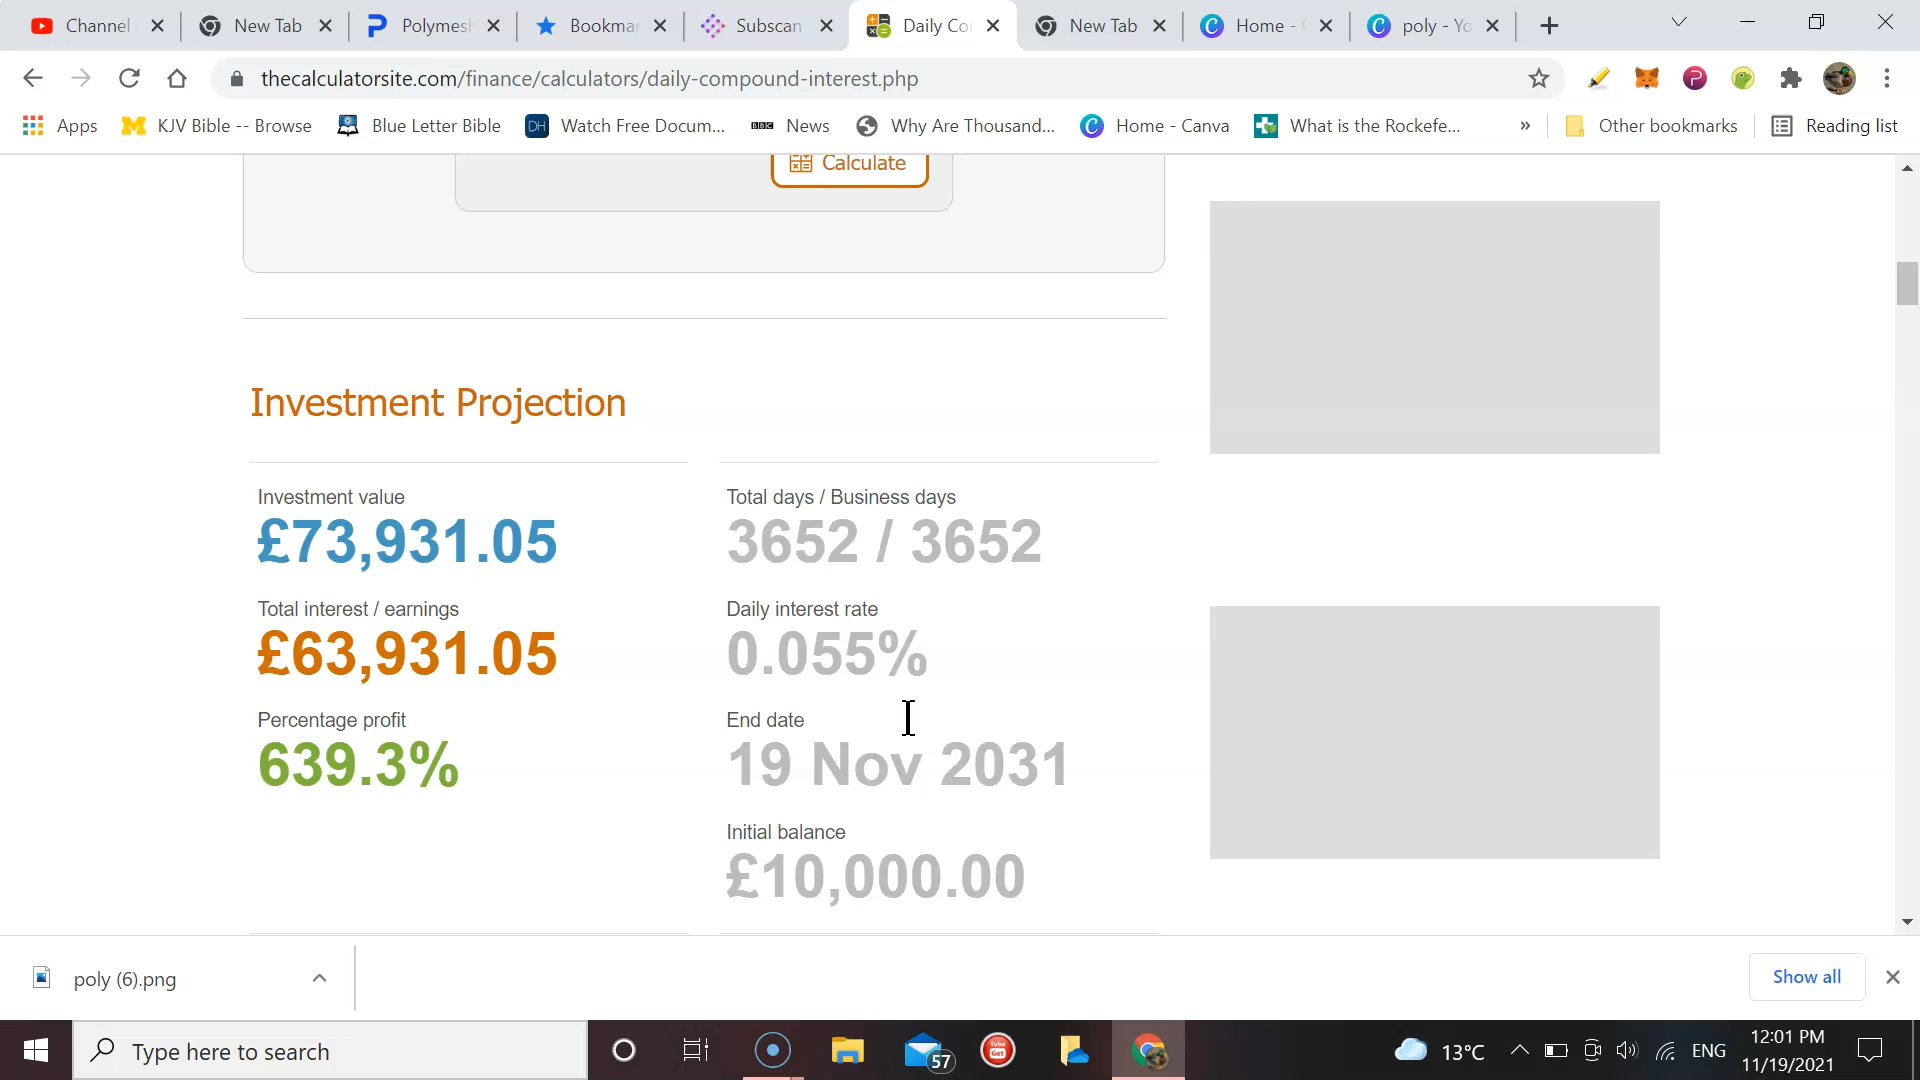 Channel
New Tab
Polymesh
Bookmar
Subscan
Daily Co
New Tab
Home -
poly - Yo
thecalculatorsite.com/finance/calculators/daily-compound-interest.php
Apps
KJV Bible -- Browse
Blue Letter Bible
DH
Watch Free Docum...
BBC
News
Why Are Thousand...
Home - Canva
What is the Rockefe...
»
Other bookmarks
Reading list
Calculate
Investment Projection
Investment value
£73,931.05
Total days / Business days
3652 / 3652
Total interest / earnings
£63,931.05
Daily interest rate
0.055%
Percentage profit
639.3%
End date
19 Nov 2031
Initial balance
£10,000.00
poly (6).png
Show all
Type here to search
57
Tube
Get
13°C
ENG
12:01 PM
11/19/2021